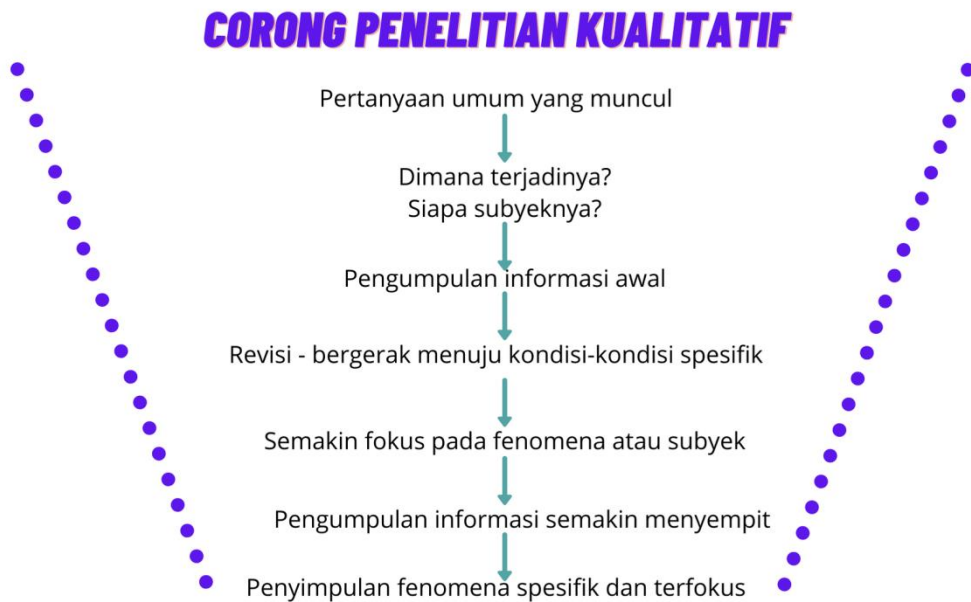 CORONG PENELITIAN KUALITATIF
Pertanyaan umum yang muncul
Dimana terjadinya?
Siapa subyeknya?
Pengumpulan informasi awal
Revisi - bergerak menuju kondisi-kondisi spesifik
Semakin fokus pada fenomena atau subyek
Pengumpulan informasi semakin menyempit
Penyimpulan fenomena spesifik dan terfokus